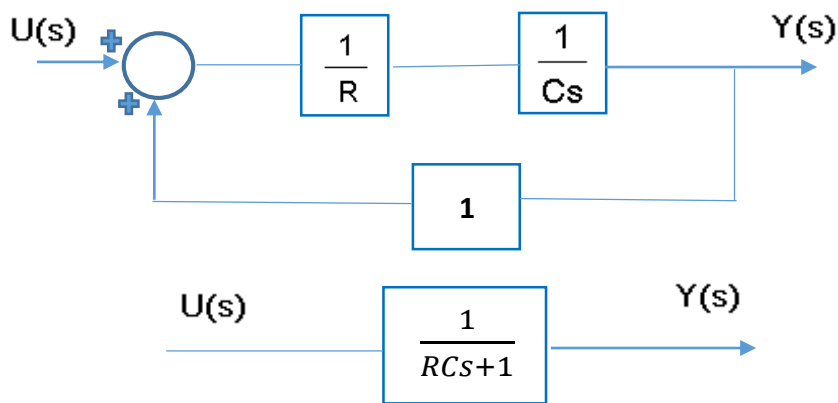 U(s) + 1/R 1/Cs Y(s)
+
1
U(s) 1/(RCs+1) Y(s)